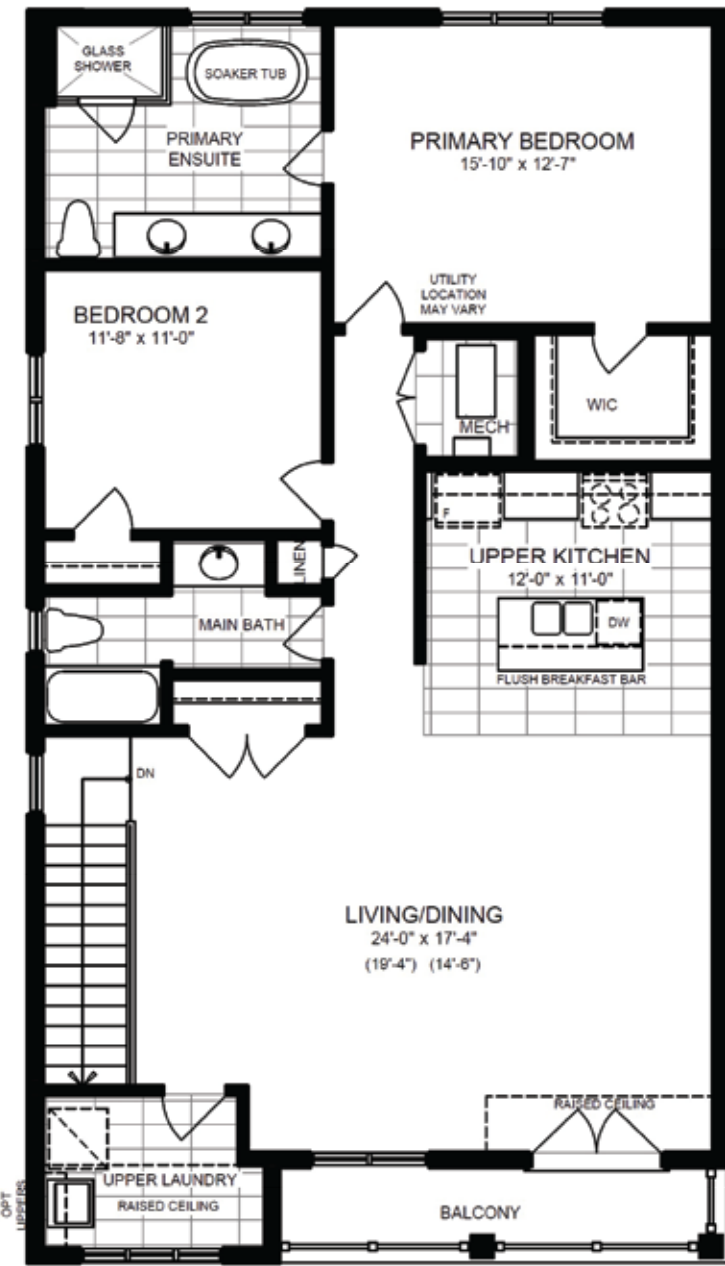 GLASS
SHOWER
SOAKER TUB
PRIMARY
ENSUITE
PRIMARY BEDROOM
15'-10" x 12'-7"
UTILITY
LOCATION
MAY VARY
BEDROOM 2
11'-8" x 11'-0"
MECH
WIC
F
UPPER KITCHEN
12'-0" x 11'-0"
LINEN
DW
MAIN BATH
FLUSH BREAKFAST BAR
DN
LIVING/DINING
24'-0" x 17'-4"
(19'-4") (14'-6")
RAISED CEILING
UPPER LAUNDRY
RAISED CEILING
OPT
UPPERS
BALCONY